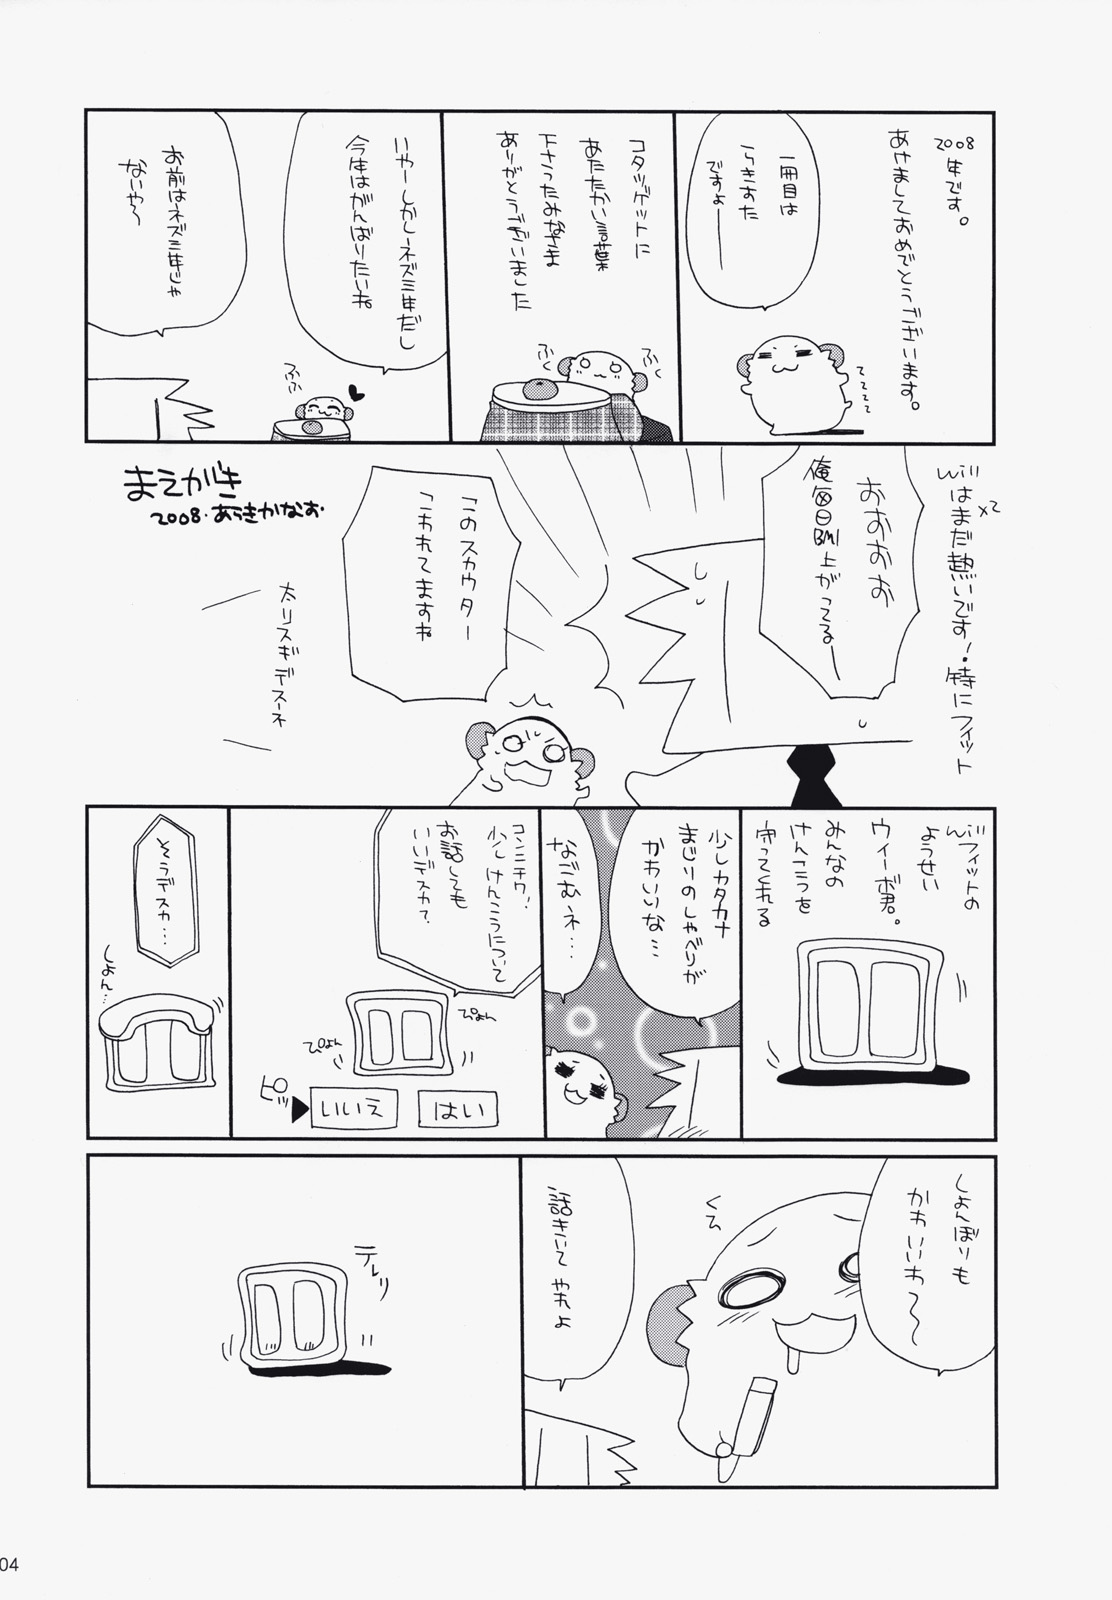 2008
年です。
あけましておめでとうございます。
一冊目は
らきすた
ですよ――
てててて
コタツゲットに
あたたかい言葉
下さったみなさま
ありがとうございました
ふくふく
いやーしかしネズミ年だし
今年はがんばりたいね
お前はネズミ年じゃ
ないや〜
willはまだ熱いです!特にフィット
x2
おおおお
俺毎日BMI上がってる――
このスカウター
こわれてますね
太リスギデスーネ
まえがき
2008.あらきかなお.
willフィットの
ようせい
ウィーボ君。
みんなの
けんこうを
守ってくれる
少しカタカナ
まじりのしゃべりが
かわいいな…
なごむネ…
コンニチワ!
少しけんこうについて
お話しても
いいデスカ?
ぴょん
ぴょん
ピッ
いいえ
はい
そうデスカ…
しょん…
しょんぼりも
かわいいわ〜
くう
話きいてやれよ
テレリ
04